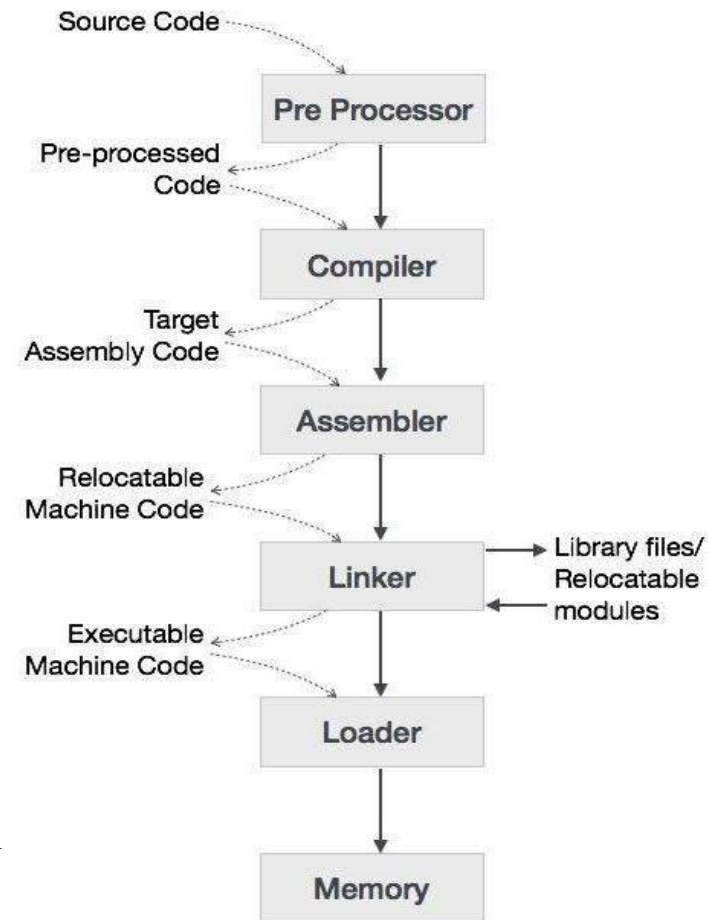 Source Code
Pre Processor
Pre-processed
Code
Compiler
Target
Assembly Code
Assembler
Relocatable
Machine Code
Linker
Library files/
Relocatable
modules
Executable
Machine Code
Loader
Memory